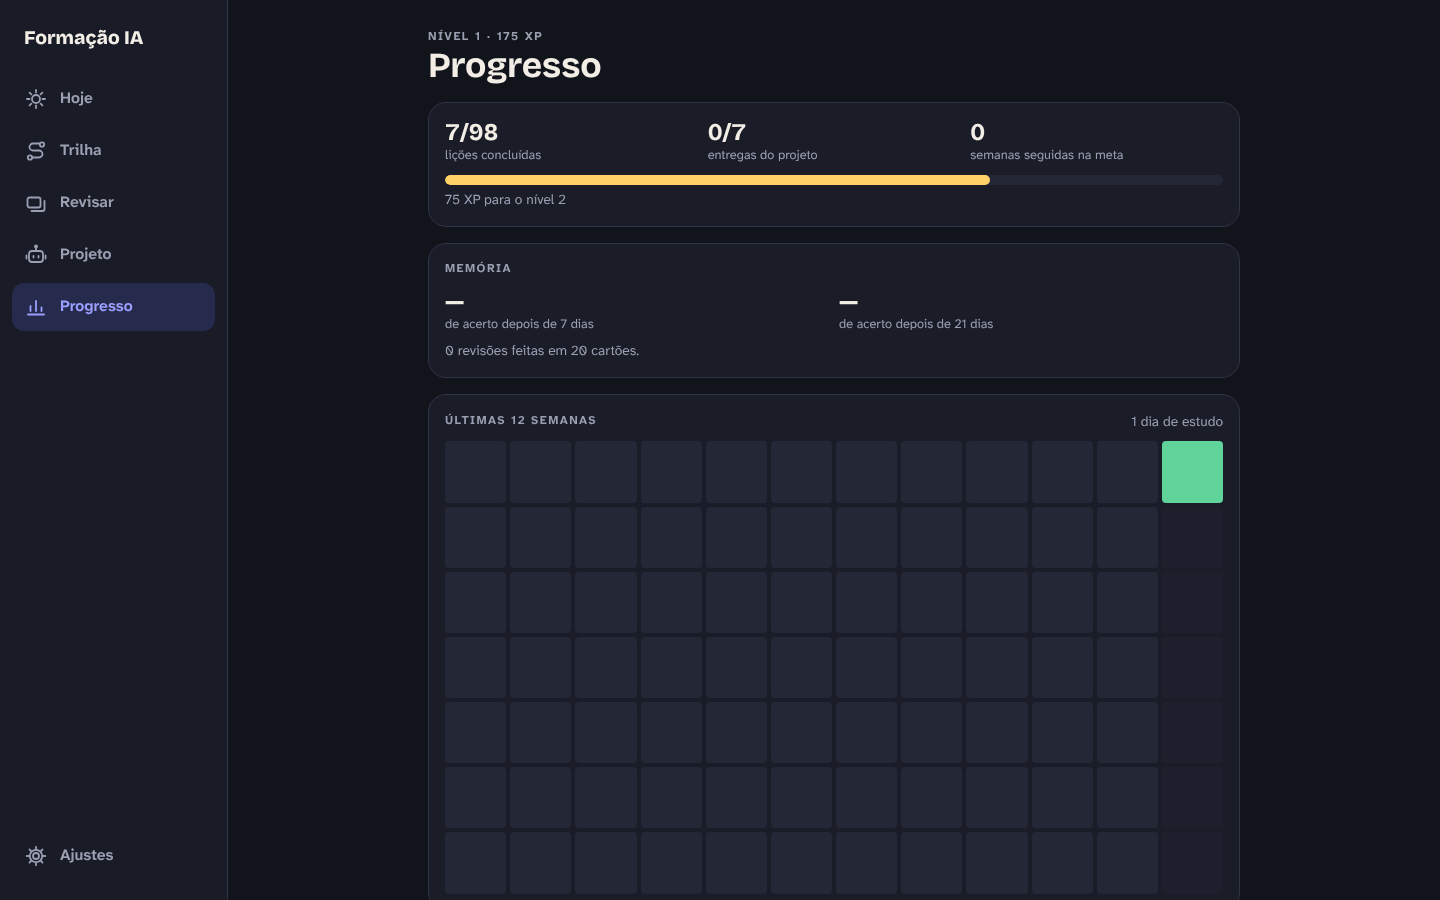 Formação IA
Hoje
Trilha
Revisar
Projeto
Progresso
Ajustes
NÍVEL 1 · 175 XP
Progresso
7/98
lições concluídas
0/7
entregas do projeto
0
semanas seguidas na meta
75 XP para o nível 2
MEMÓRIA
—
de acerto depois de 7 dias
—
de acerto depois de 21 dias
0 revisões feitas em 20 cartões.
ÚLTIMAS 12 SEMANAS
1 dia de estudo